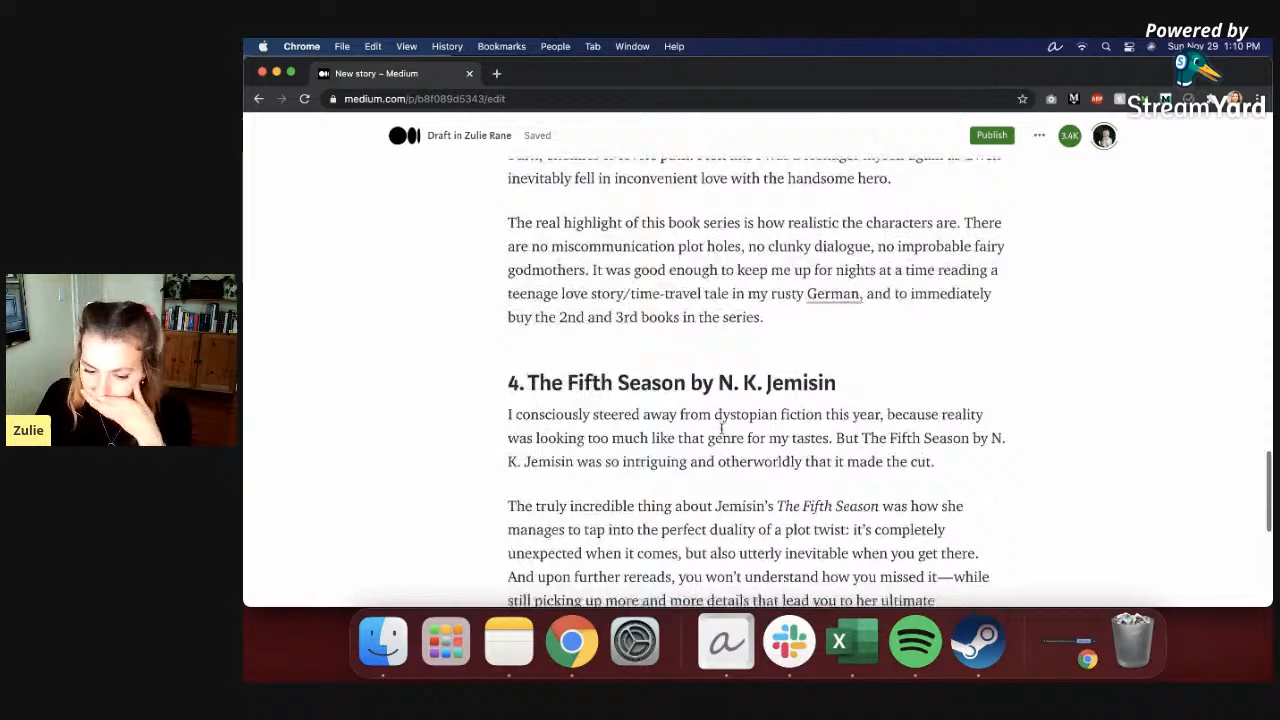 Powered by
StreamYard
Chrome File Edit View History Bookmarks People Tab Window Help
Sun Nov 29 1:10 PM
New story – Medium
medium.com/p/b8f089d5343/edit
Draft in Zulie Rane Saved
Publish
3.4K
inevitably fell in inconvenient love with the handsome hero.
The real highlight of this book series is how realistic the characters are. There
are no miscommunication plot holes, no clunky dialogue, no improbable fairy
godmothers. It was good enough to keep me up for nights at a time reading a
teenage love story/time-travel tale in my rusty German, and to immediately
buy the 2nd and 3rd books in the series.
4. The Fifth Season by N. K. Jemisin
I consciously steered away from dystopian fiction this year, because reality
was looking too much like that genre for my tastes. But The Fifth Season by N.
K. Jemisin was so intriguing and otherworldly that it made the cut.
The truly incredible thing about Jemisin’s The Fifth Season was how she
manages to tap into the perfect duality of a plot twist: it’s completely
unexpected when it comes, but also utterly inevitable when you get there.
And upon further rereads, you won’t understand how you missed it—while
still picking up more and more details that lead you to her ultimate
Zulie